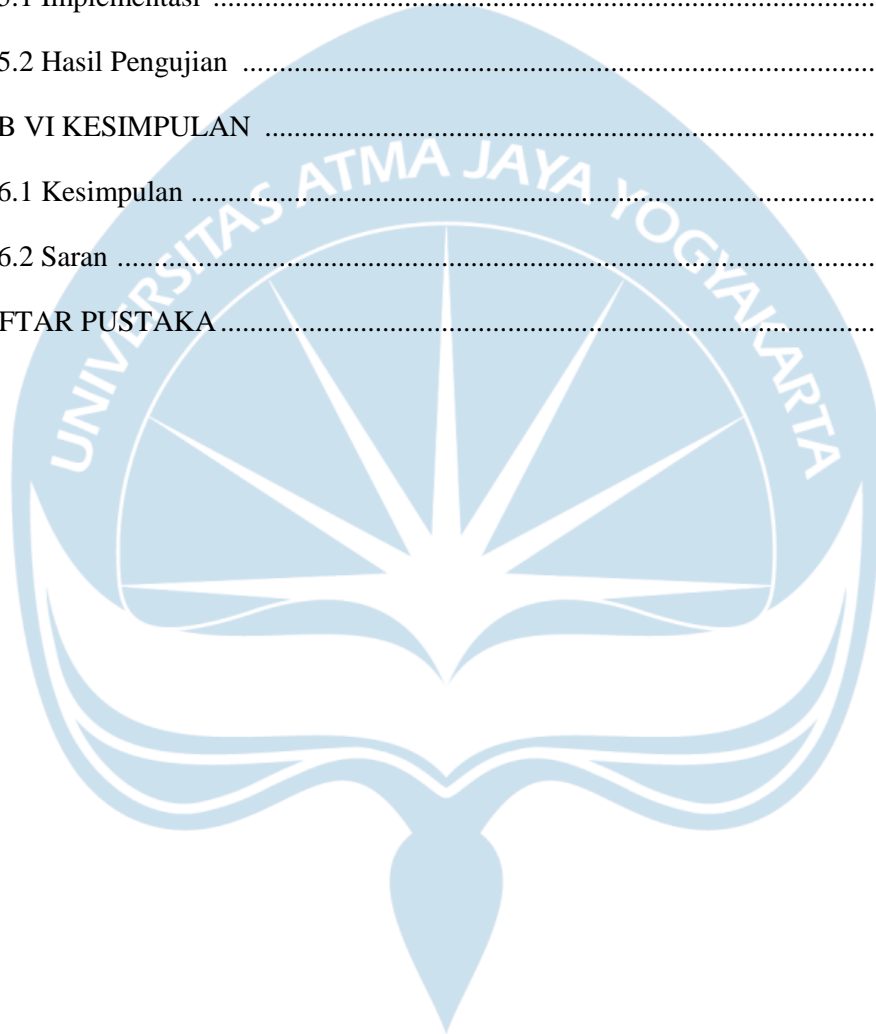 5.1 Implementasi ........................................................................................
5.2 Hasil Pengujian ....................................................................................
B VI KESIMPULAN .................................................................................
6.1 Kesimpulan .......................................................................................
6.2 Saran ....................................................................................................
FTAR PUSTAKA .......................................................................................
UNIVERSITAS ATMA JAYA YOGYAKARTA